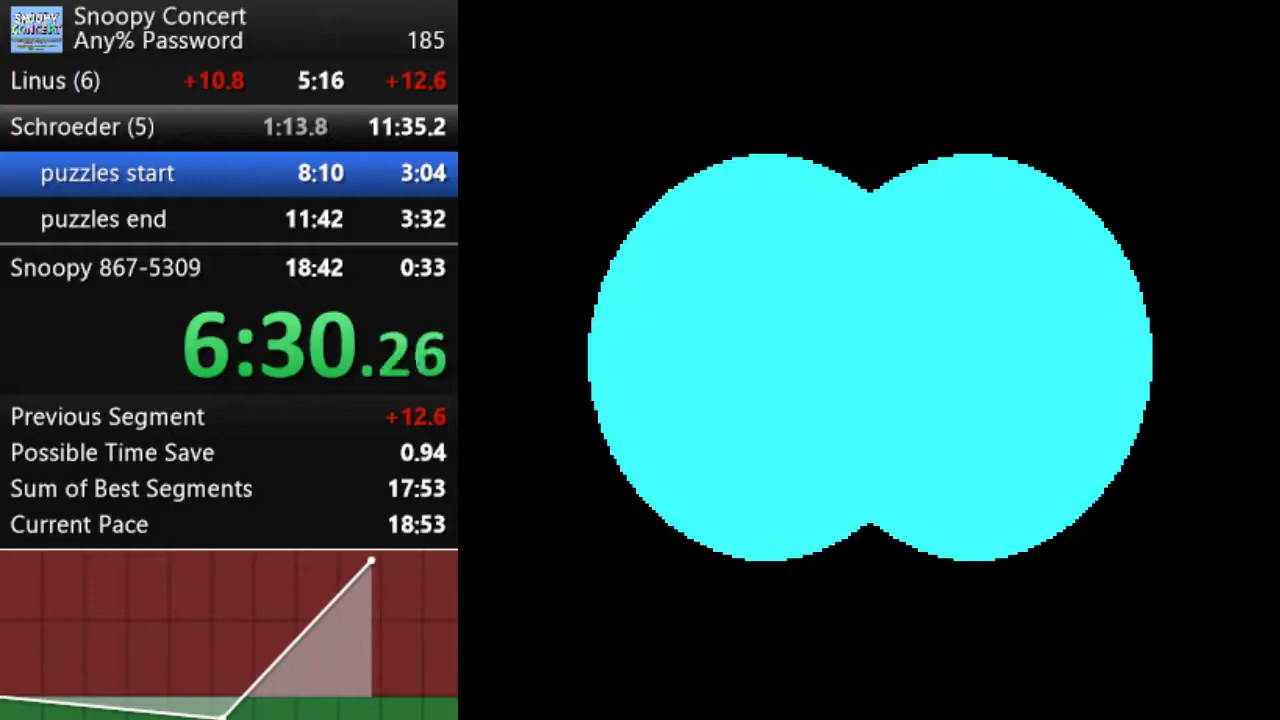 Snoopy Concert
Any% Password 185
Linus (6) +10.8 5:16 +12.6
Schroeder (5) 1:13.8 11:35.2
puzzles start 8:10 3:04
puzzles end 11:42 3:32
Snoopy 867-5309 18:42 0:33
6:30.26
Previous Segment +12.6
Possible Time Save 0.94
Sum of Best Segments 17:53
Current Pace 18:53